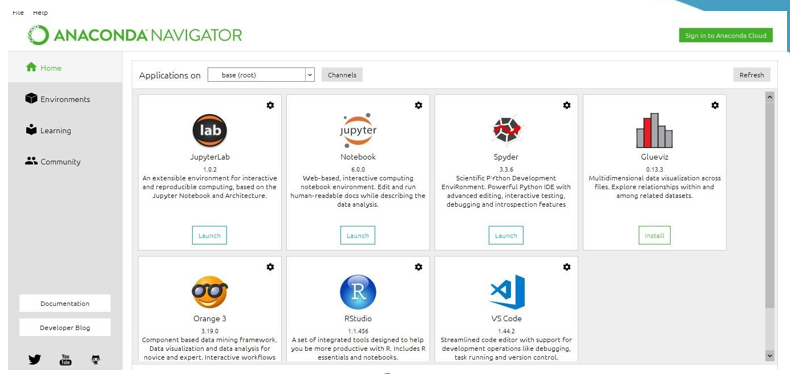 File Help
ANACONDA NAVIGATOR
Sign in to Anaconda Cloud
Home
Environments
Learning
Community
Documentation
Developer Blog
You
Tube
Applications on base (root) Channels Refresh
lab
JupyterLab
1.0.2
An extensible environment for interactive
and reproducible computing, based on the
Jupyter Notebook and Architecture.
Launch
jupyter
Notebook
6.0.0
Web-based, interactive computing
notebook environment. Edit and run
human-readable docs while describing the
data analysis.
Launch
Spyder
3.3.6
Scientific PYthon Development
EnviRonment. Powerful Python IDE with
advanced editing, interactive testing,
debugging and introspection features
Launch
Glueviz
0.13.3
Multidimensional data visualization across
files. Explore relationships within and
among related datasets.
Install
Orange 3
3.19.0
Component based data mining framework.
Data visualization and data analysis for
novice and expert. Interactive workflows
R
RStudio
1.1.456
A set of integrated tools designed to help
you be more productive with R. Includes R
essentials and notebooks.
VS Code
1.44.2
Streamlined code editor with support for
development operations like debugging,
task running and version control.